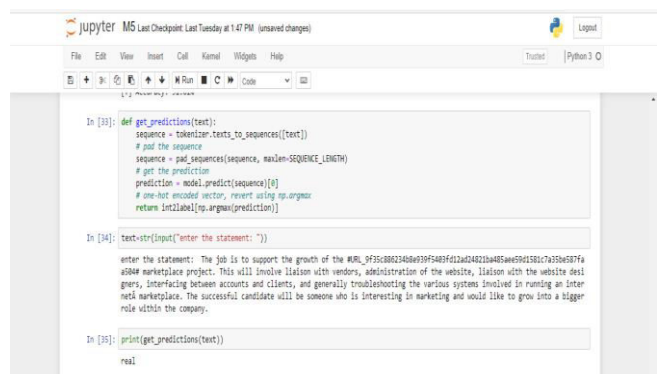 jupyter M5 Last Checkpoint: Last Tuesday at 1:47 PM (unsaved changes)
Logout
File Edit View Insert Cell Kernel Widgets Help
Trusted Python 3 O
Run C Code
In [33]: def get_predictions(text):
sequence = tokenizer.texts_to_sequences([text])
# pad the sequence
sequence = pad_sequences(sequence, maxlen=SEQUENCE_LENGTH)
# get the prediction
prediction = model.predict(sequence)[0]
# one-hot encoded vector, revert using np.argmax
return int2label[np.argmax(prediction)]
In [34]: text=str(input("enter the statement: "))
enter the statement: The job is to support the growth of the
marketplace project. This will involve liaison with vendors, administration of the website, liaison with the website desi
gners, interfacing between accounts and clients, and generally troubleshooting the various systems involved in running an inter
netÂ marketplace. The successful candidate will be someone who is interesting in marketing and would like to grow into a bigger
role within the company.
In [35]: print(get_predictions(text))
real